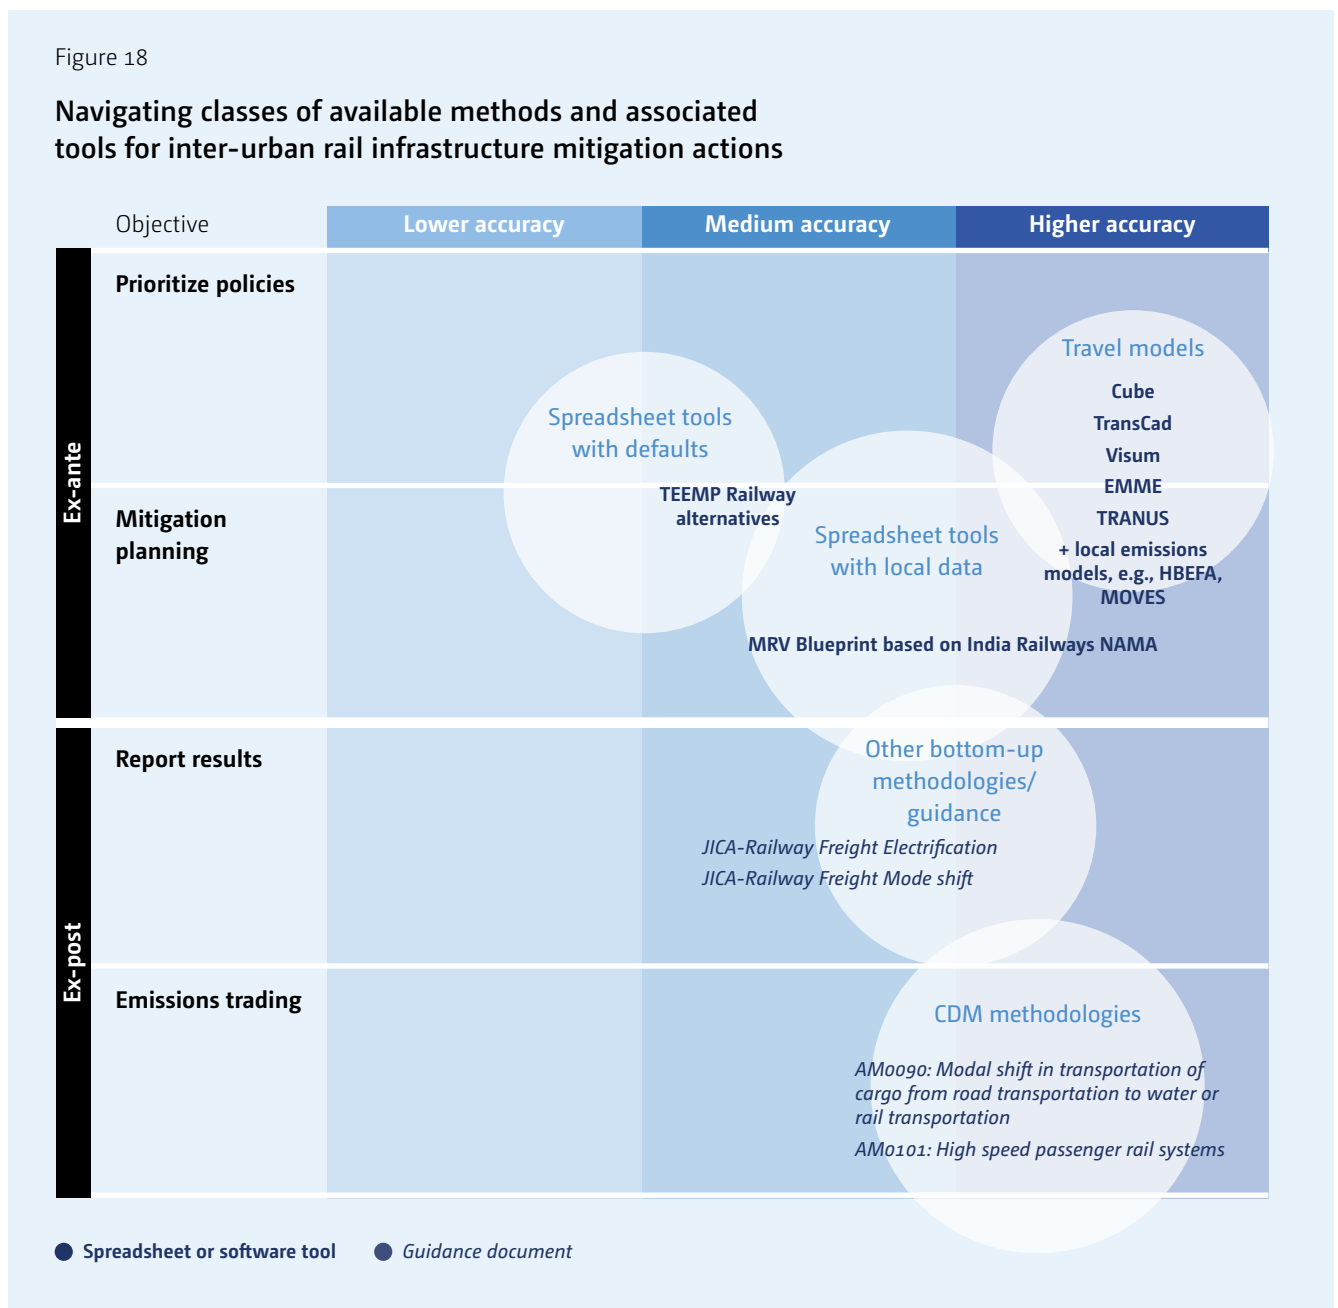 Figure 18
Navigating classes of available methods and associated
tools for inter-urban rail infrastructure mitigation actions
Objective
Lower accuracy
Medium accuracy
Higher accuracy
Ex-ante
Prioritize policies
Travel models
Cube
TransCad
Visum
EMME
TRANUS
+ local emissions
models, e.g., HBEFA,
MOVES
Spreadsheet tools
with defaults
TEEMP Railway
alternatives
Mitigation
planning
Spreadsheet tools
with local data
MRV Blueprint based on India Railways NAMA
Ex-post
Report results
Other bottom-up
methodologies/
guidance
JICA-Railway Freight Electrification
JICA-Railway Freight Mode shift
Emissions trading
CDM methodologies
AM0090: Modal shift in transportation of
cargo from road transportation to water or
rail transportation
AM0101: High speed passenger rail systems
Spreadsheet or software tool
Guidance document